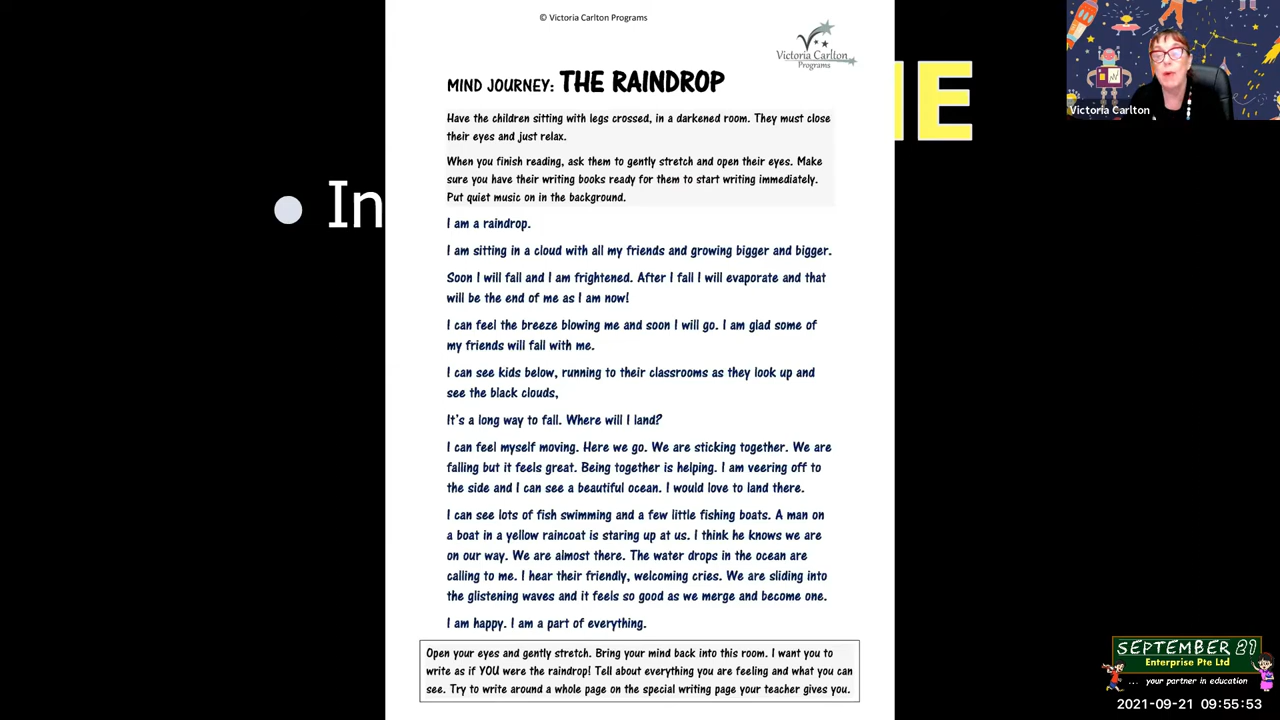 © Victoria Carlton Programs
Victoria Carlton
Programs
MIND JOURNEY: THE RAINDROP
Have the children sitting with legs crossed, in a darkened room. They must close
their eyes and just relax.
When you finish reading, ask them to gently stretch and open their eyes. Make
sure you have their writing books ready for them to start writing immediately.
Put quiet music on in the background.
I am a raindrop.
I am sitting in a cloud with all my friends and growing bigger and bigger.
Soon I will fall and I am frightened. After I fall I will evaporate and that
will be the end of me as I am now!
I can feel the breeze blowing me and soon I will go. I am glad some of
my friends will fall with me.
I can see kids below, running to their classrooms as they look up and
see the black clouds,
It's a long way to fall. Where will I land?
I can feel myself moving. Here we go. We are sticking together. We are
falling but it feels great. Being together is helping. I am veering off to
the side and I can see a beautiful ocean. I would love to land there.
I can see lots of fish swimming and a few little fishing boats. A man on
a boat in a yellow raincoat is staring up at us. I think he knows we are
on our way. We are almost there. The water drops in the ocean are
calling to me. I hear their friendly, welcoming cries. We are sliding into
the glistening waves and it feels so good as we merge and become one.
I am happy. I am a part of everything.
Open your eyes and gently stretch. Bring your mind back into this room. I want you to
write as if YOU were the raindrop! Tell about everything you are feeling and what you can
see. Try to write around a whole page on the special writing page your teacher gives you.
• In
E
Victoria Carlton
SEPTEMBER 21
Enterprise Pte Ltd
... your partner in education
2021-09-21 09:55:53